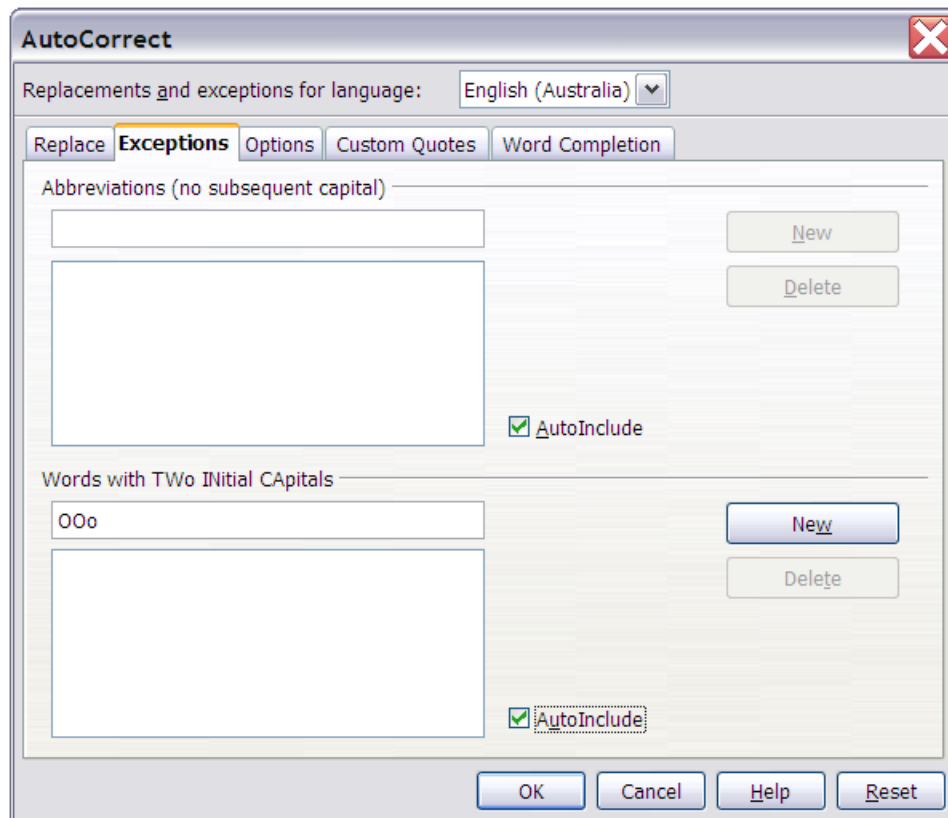 AutoCorrect
Replacements and exceptions for language: English (Australia)
Replace Exceptions Options Custom Quotes Word Completion
Abbreviations (no subsequent capital)
New
Delete
AutoInclude
Words with TWo INitial CApitals
OOo New
Delete
AutoInclude
OK Cancel Help Reset